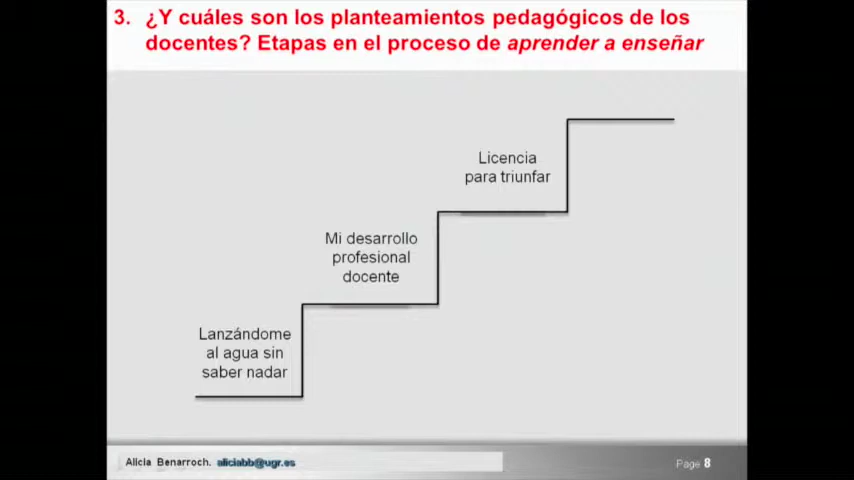 3. ¿Y cuáles son los planteamientos pedagógicos de los
docentes? Etapas en el proceso de aprender a enseñar
Licencia
para triunfar
Mi desarrollo
profesional
docente
Lanzándome
al agua sin
saber nadar
Alicia Benarroch. aliciabb@ugr.es
Page 8